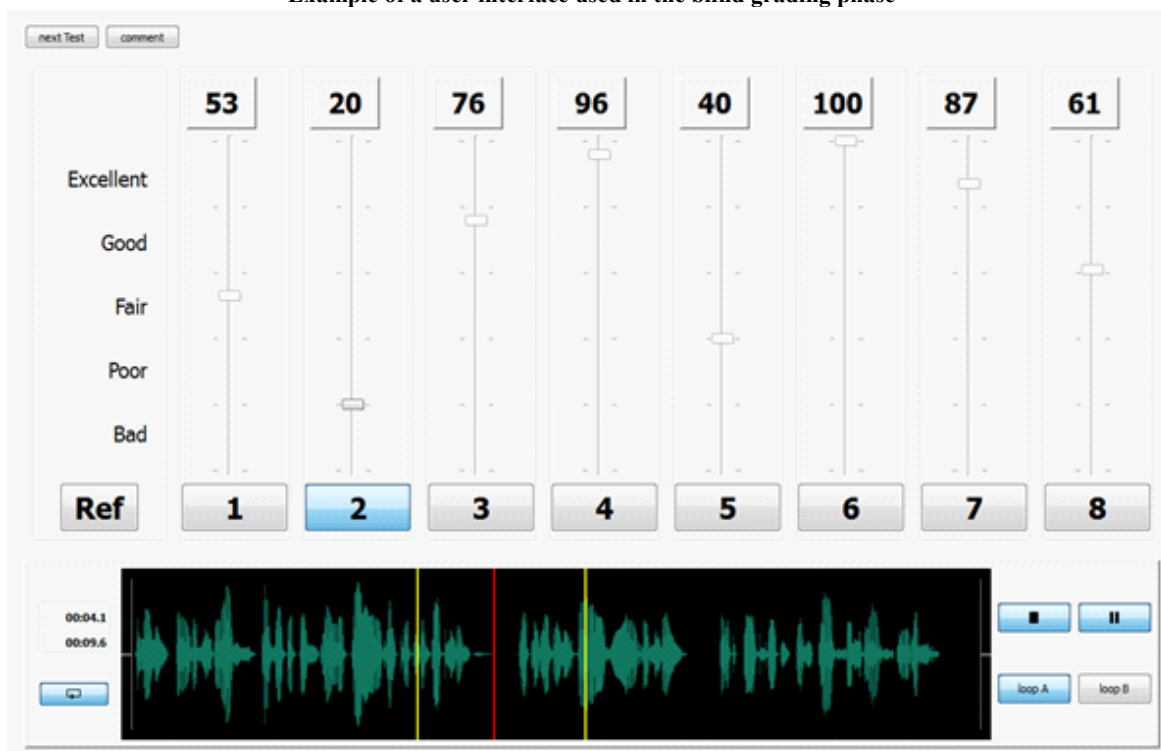 Example of a user interface used in the blind grading phase
next Test comment
53 20 76 96 40 100 87 61
Excellent
Good
Fair
Poor
Bad
Ref 1 2 3 4 5 6 7 8
00:04.1
00:09.6
loop A loop B